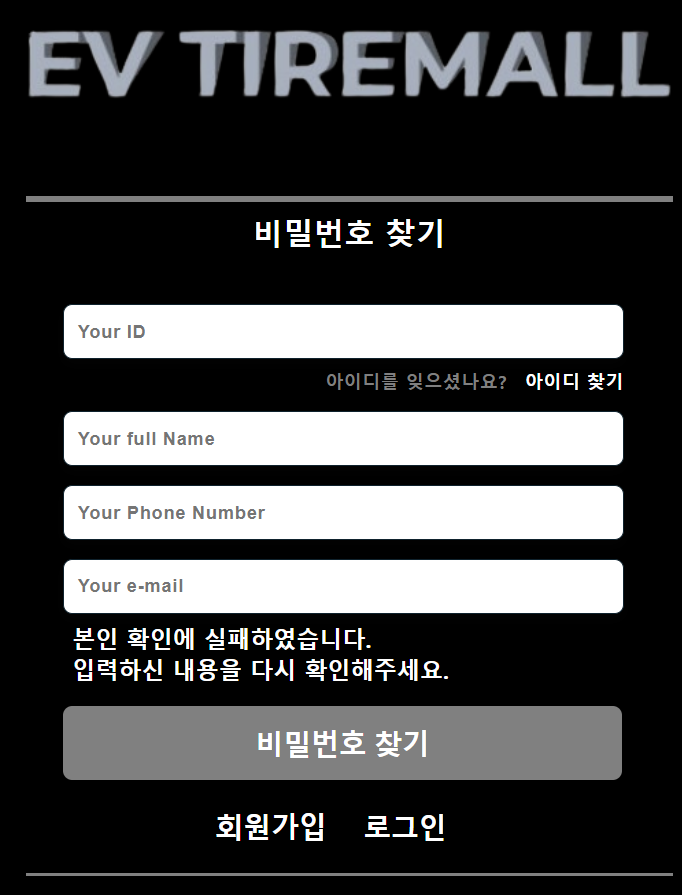 EV TIREMALL
비밀번호 찾기
Your ID
아이디를 잊으셨나요? 아이디 찾기
Your full Name
Your Phone Number
Your e-mail
본인 확인에 실패하였습니다.
입력하신 내용을 다시 확인해주세요.
비밀번호 찾기
회원가입 로그인